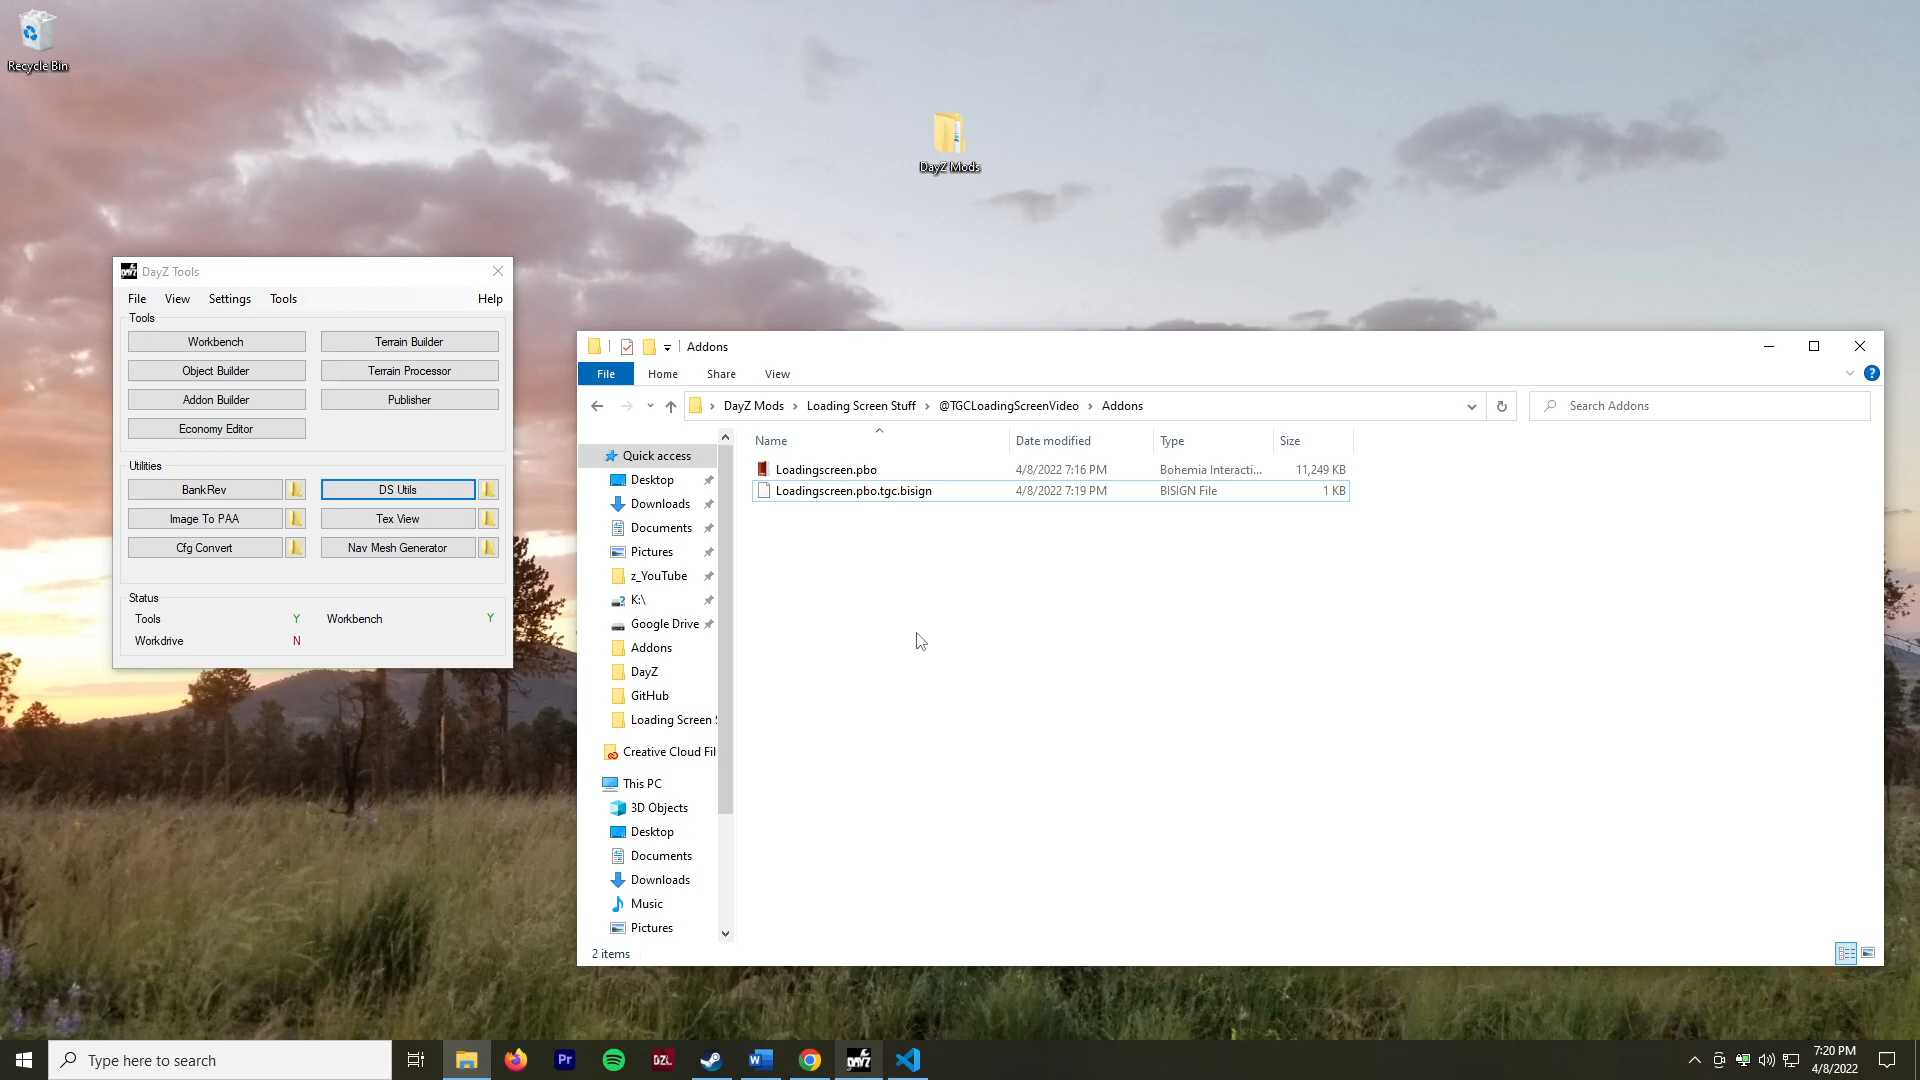 Recycle Bin
DayZ Mods
DayZ Tools
File View Settings Tools Help
Tools
Workbench Terrain Builder
Object Builder Terrain Processor
Addon Builder Publisher
Economy Editor
Utilities
BankRev DS Utils
Image To PAA Tex View
Cfg Convert Nav Mesh Generator
Status
Tools Y Workbench Y
Workdrive N
Addons
File Home Share View
DayZ Mods Loading Screen Stuff @TGCLoadingScreenVideo Addons
Search Addons
Name Date modified Type Size
Loadingscreen.pbo 4/8/2022 7:16 PM Bohemia Interacti... 11,249 KB
Loadingscreen.pbo.tgc.bisign 4/8/2022 7:19 PM BISIGN File 1 KB
Quick access
Desktop
Downloads
Documents
Pictures
z_YouTube
K:\
Google Drive
Addons
DayZ
GitHub
Loading Screen S
Creative Cloud Fil
This PC
3D Objects
Desktop
Documents
Downloads
Music
Pictures
2 items
Type here to search
Pr
DZL
W
DAYZ
7:20 PM
4/8/2022